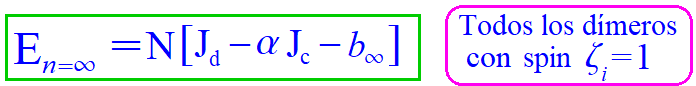 E_{n=∞} = N[J_d − α J_c − b_∞]
Todos los dímeros
con spin ζ_i=1